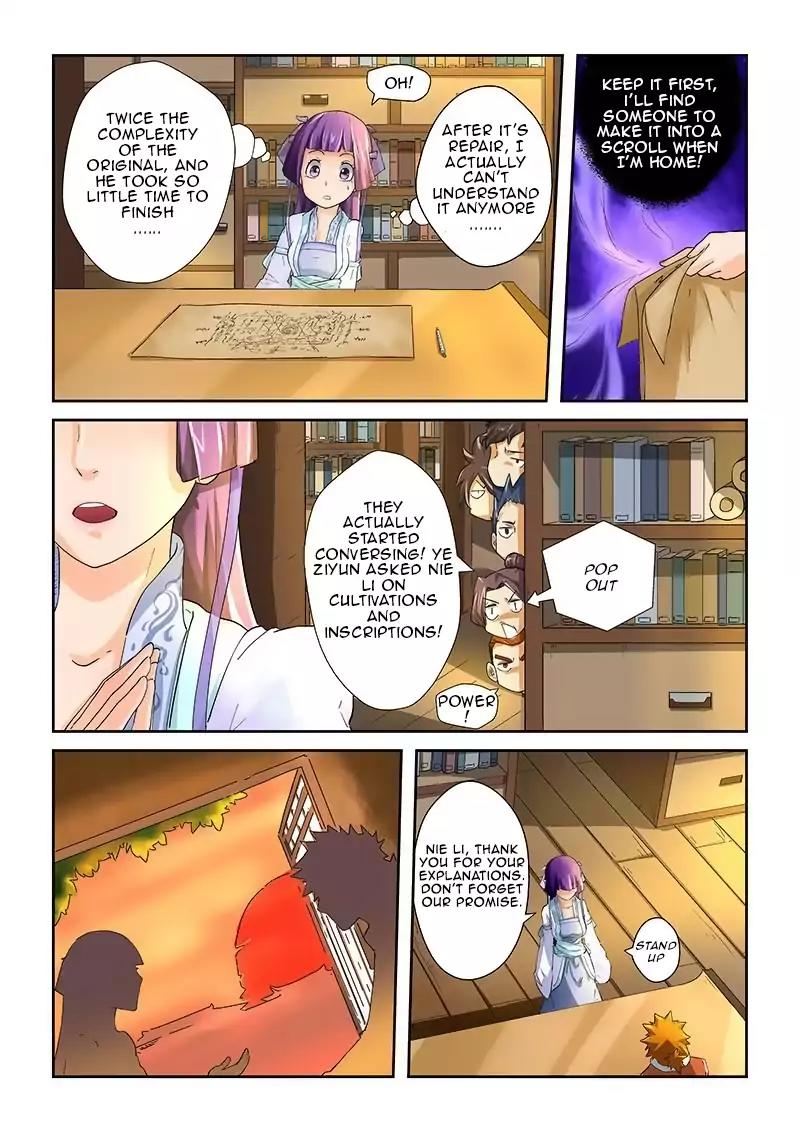 TWICE THE
COMPLEXITY
OF THE
ORIGINAL, AND
HE TOOK SO
LITTLE TIME TO
FINISH
......
OH!
AFTER IT'S
REPAIR, I
ACTUALLY
CAN'T
UNDERSTAND
IT ANYMORE
.......
KEEP IT FIRST,
I'LL FIND
SOMEONE TO
MAKE IT INTO A
SCROLL WHEN
I'M HOME!
THEY
ACTUALLY
STARTED
CONVERSING! YE
ZIYUN ASKED NIE
LI ON
CULTIVATIONS
AND
INSCRIPTIONS!
POP
OUT
POWER
!
NIE LI, THANK
YOU FOR YOUR
EXPLANATIONS.
DON'T FORGET
OUR PROMISE.
STAND
UP